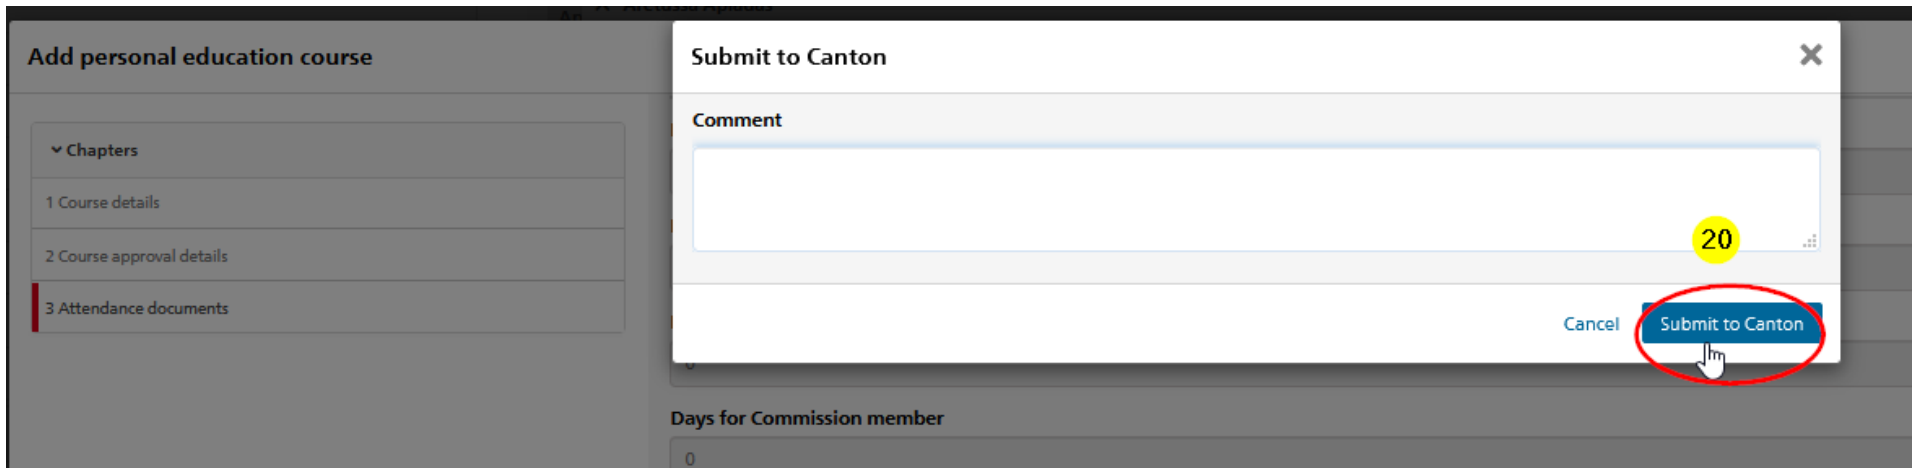 Add personal education course
Chapters
1 Course details
2 Course approval details
3 Attendance documents
Submit to Canton
Comment
20
Cancel
Submit to Canton
0
Days for Commission member
0